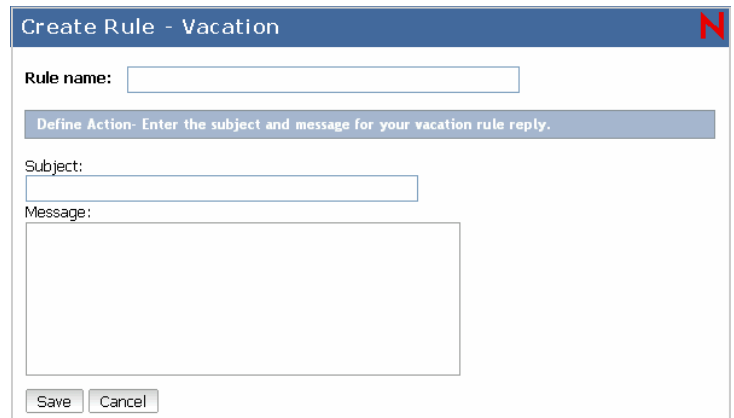 Create Rule - Vacation
N
Rule name:
Define Action- Enter the subject and message for your vacation rule reply.
Subject:
Message:
Save Cancel